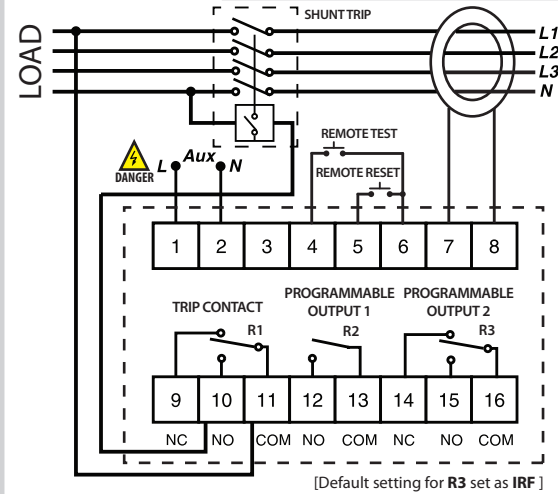 SHUNT TRIP
LOAD
L1
L2
L3
N
REMOTE TEST
DANGER
L Aux N
REMOTE RESET
1 2 3 4 5 6 7 8
TRIP CONTACT
PROGRAMMABLE
OUTPUT 1
PROGRAMMABLE
OUTPUT 2
R1
R2
R3
9 10 11 12 13 14 15 16
NC NO COM NO COM NC NO COM
[Default setting for R3 set as IRF ]